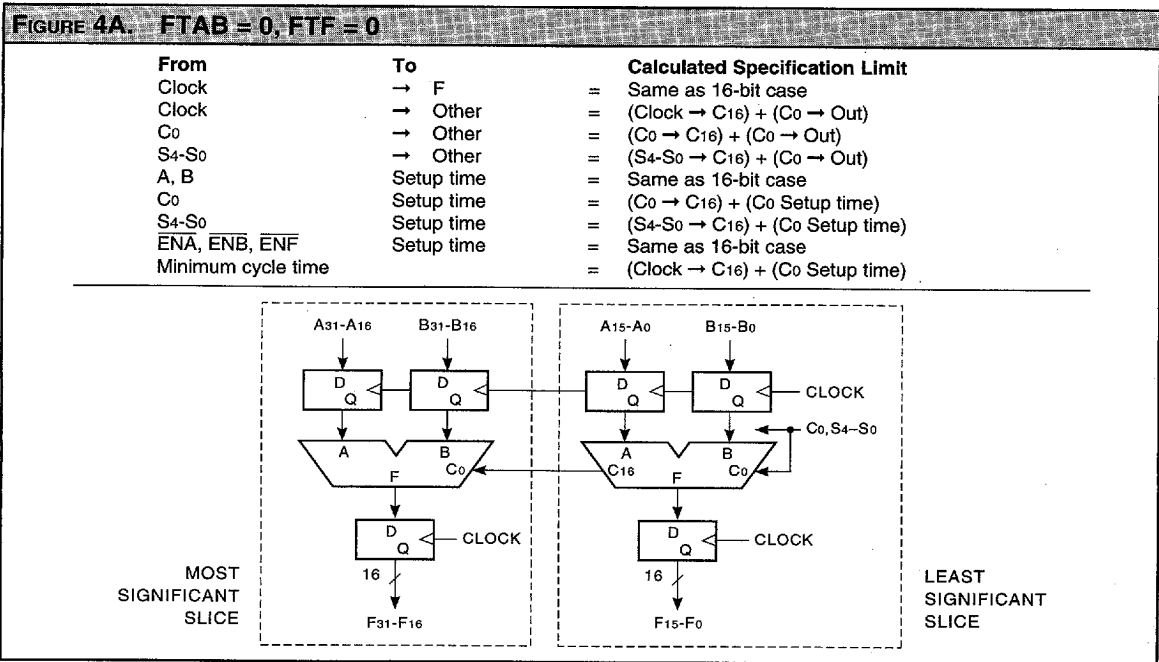 FIGURE 4A. FTAB = 0, FTF = 0
From To Calculated Specification Limit
Clock → F = Same as 16-bit case
Clock → Other = (Clock → C16) + (C0 → Out)
C0 → Other = (C0 → C16) + (C0 → Out)
S4-S0 → Other = (S4-S0 → C16) + (C0 → Out)
A, B Setup time = Same as 16-bit case
C0 Setup time = (C0 → C16) + (C0 Setup time)
S4-S0 Setup time = (S4-S0 → C16) + (C0 Setup time)
E̅N̅A̅, E̅N̅B̅, E̅N̅F̅ Setup time = Same as 16-bit case
Minimum cycle time = (Clock → C16) + (C0 Setup time)
A31-A16 B31-B16 A15-A0 B15-B0
D D D D
Q Q Q Q
CLOCK
C0, S4–S0
A B A B
C0 C16 C0
F F
D D
Q CLOCK Q CLOCK
16 16
MOST
SIGNIFICANT
SLICE
LEAST
SIGNIFICANT
SLICE
F31-F16 F15-F0